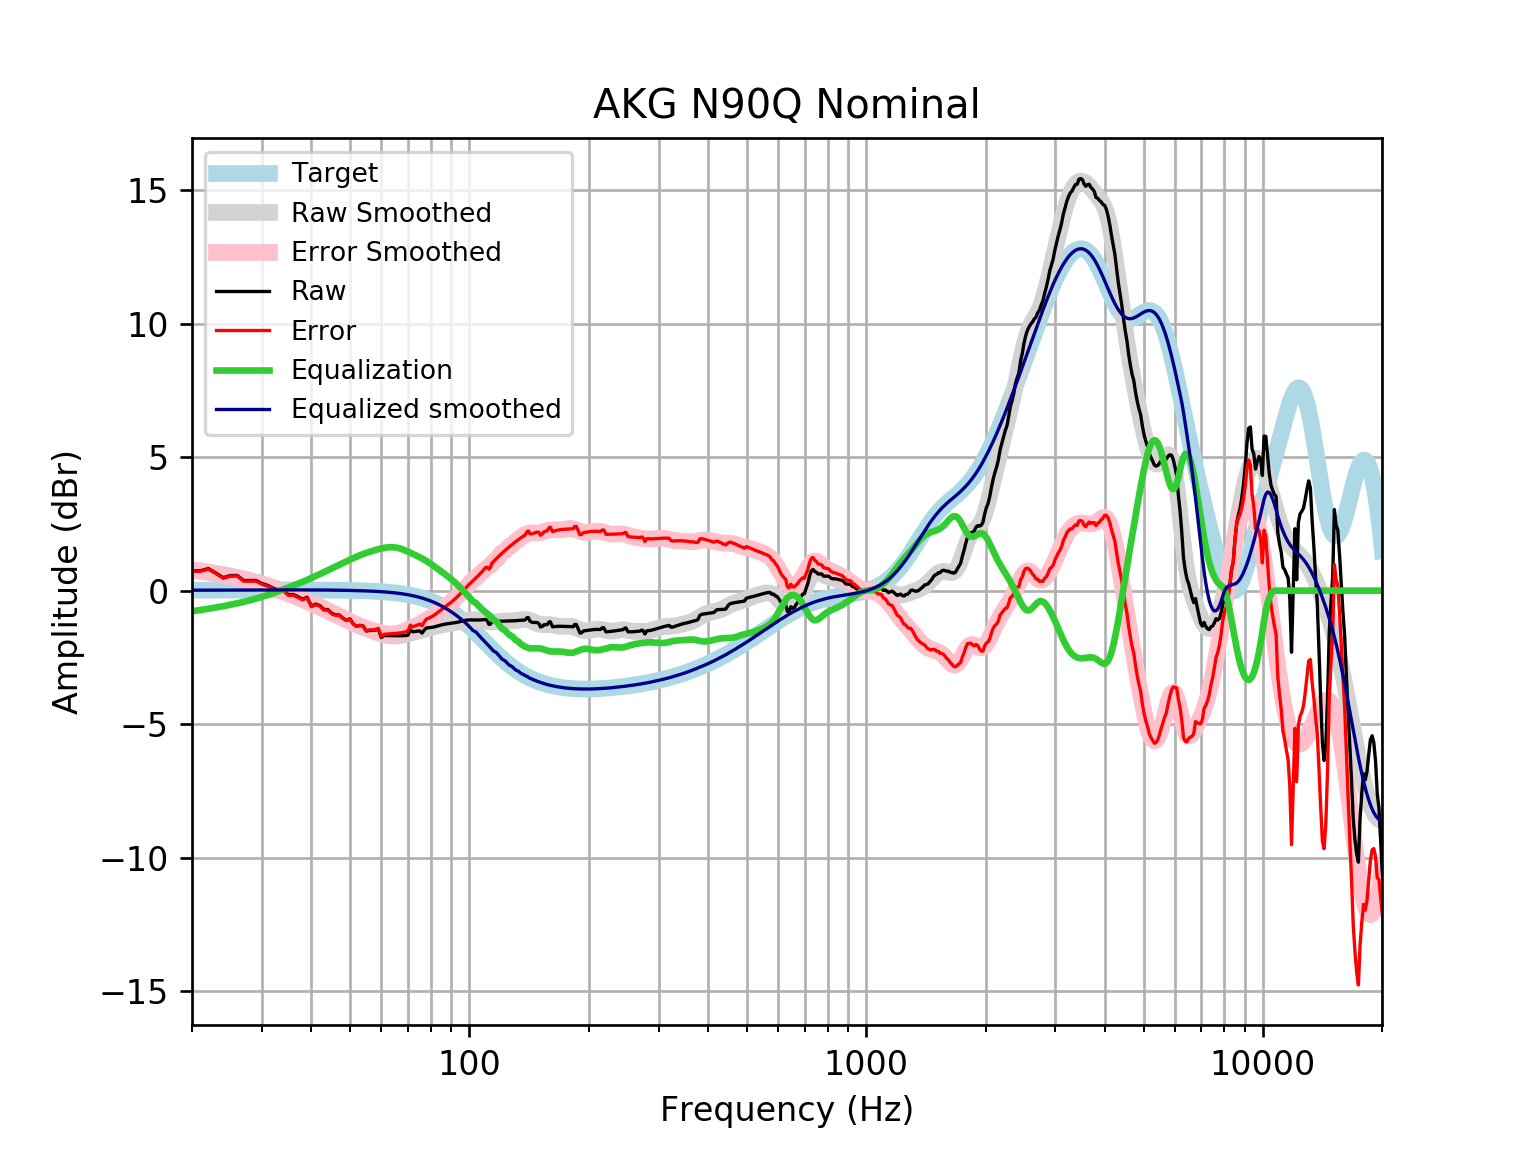 AKG N90Q Nominal
Target
Raw Smoothed
Error Smoothed
Raw
Error
Equalization
Equalized smoothed
15
10
5
0
−5
−10
−15
Amplitude (dBr)
100
1000
10000
Frequency (Hz)